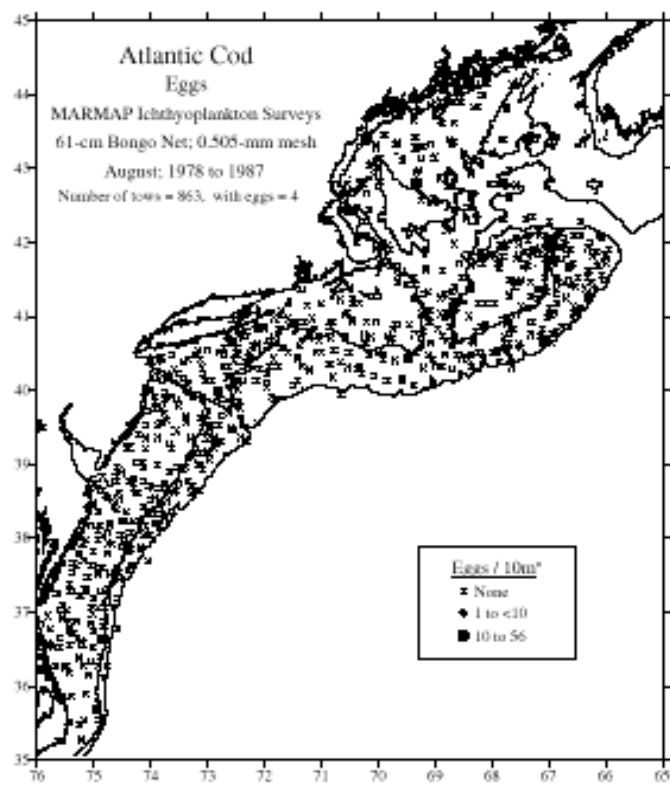 Atlantic Cod
Eggs
MARMAP Ichthyoplankton Surveys
61-cm Bongo Net; 0.505-mm mesh
August; 1978 to 1987
Number of tows = 863, with eggs = 4
45
44
43
42
41
40
39
38
37
36
35
Eggs / 10m²
None
1 to <10
10 to 56
76 75 74 73 72 71 70 69 68 67 66 65